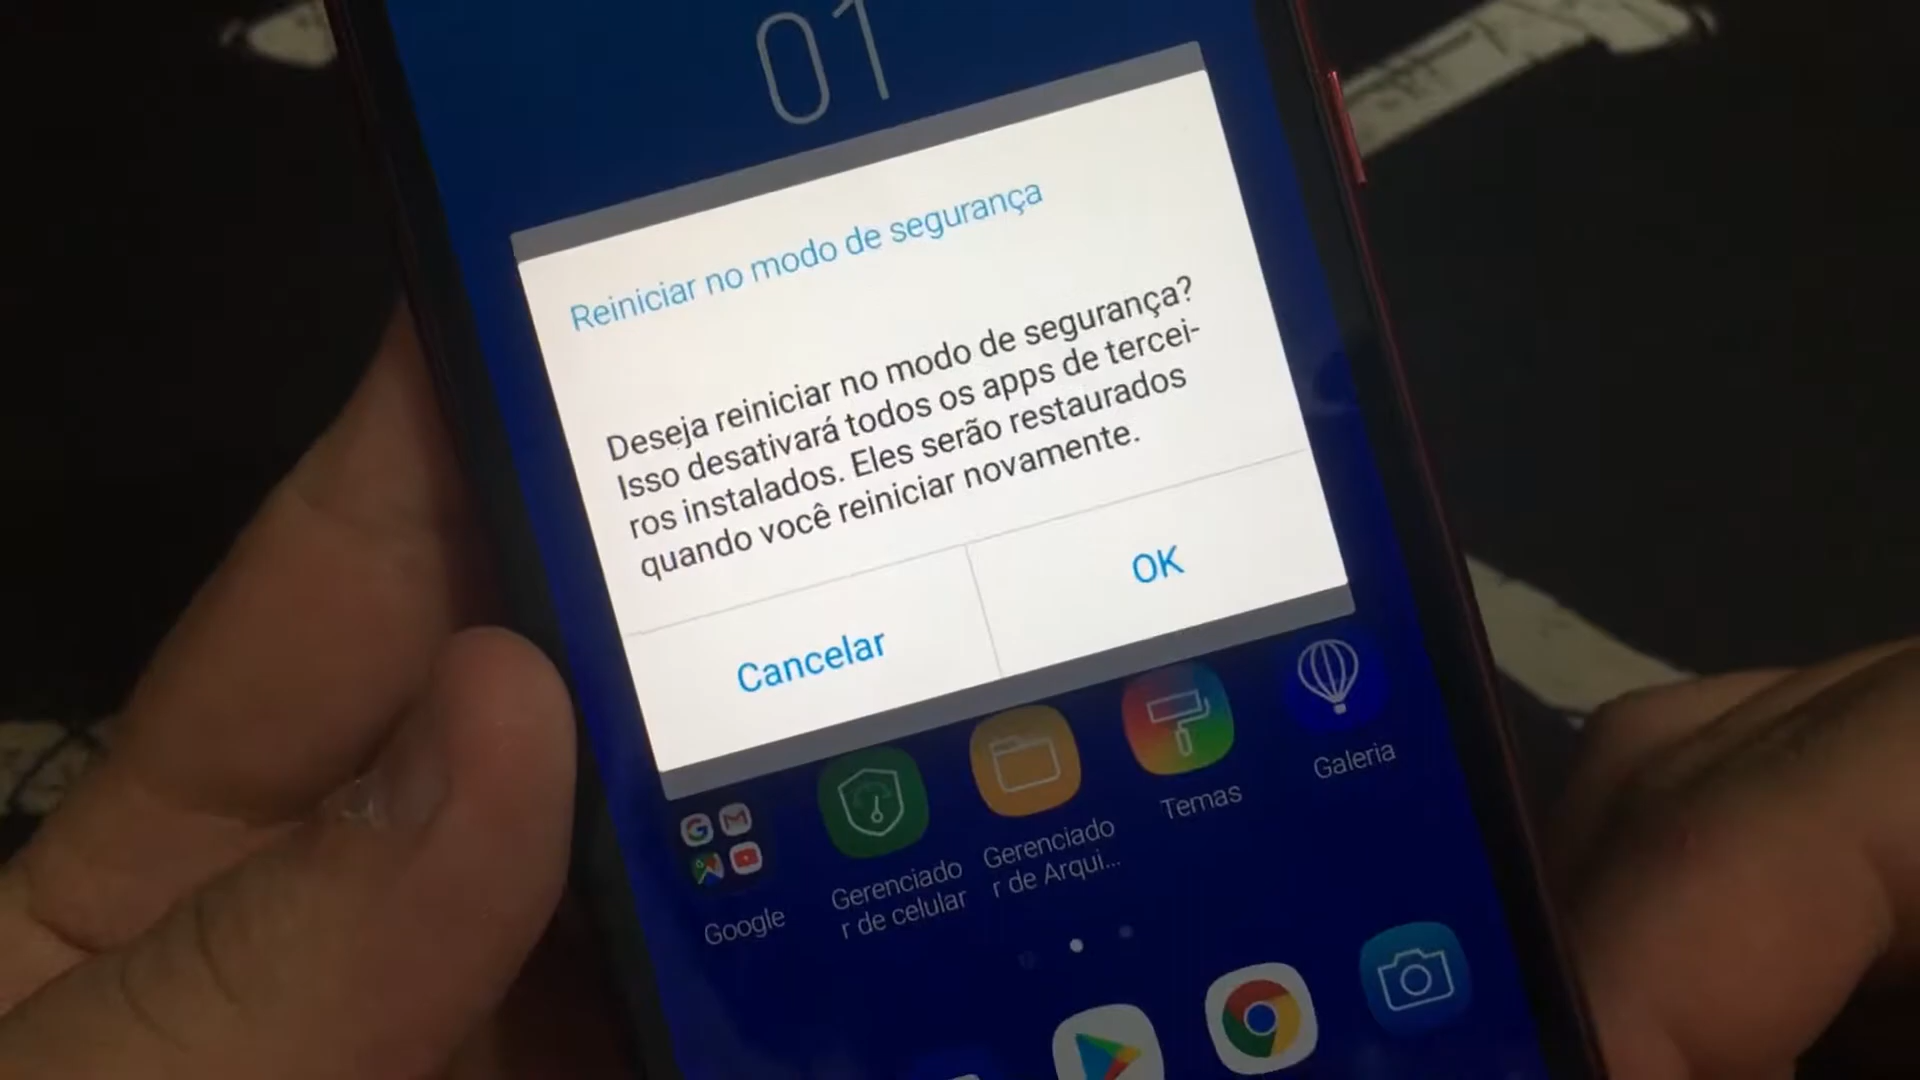 01
Reiniciar no modo de segurança
Deseja reiniciar no modo de segurança?
Isso desativará todos os apps de tercei-
ros instalados. Eles serão restaurados
quando você reiniciar novamente.
Cancelar
OK
Google
Gerenciado
r de celular
Gerenciado
r de Arqui...
Temas
Galeria